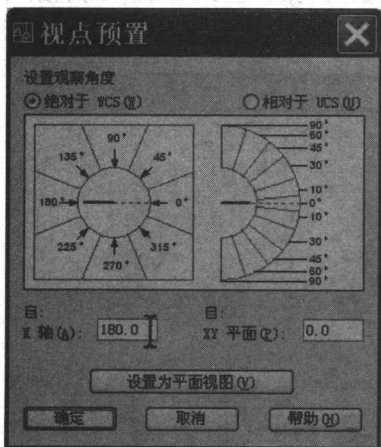 视点预置
设置观察角度
绝对于 WCS(W)
相对于 UCS(U)
90°
135°
45°
180°
0°
225°
315°
270°
90°
60°
45°
30°
10°
0°
10°
30°
45°
60°
90°
自:
X 轴(A): 180.0
自:
XY 平面(P): 0.0
设置为平面视图(V)
确定
取消
帮助(H)